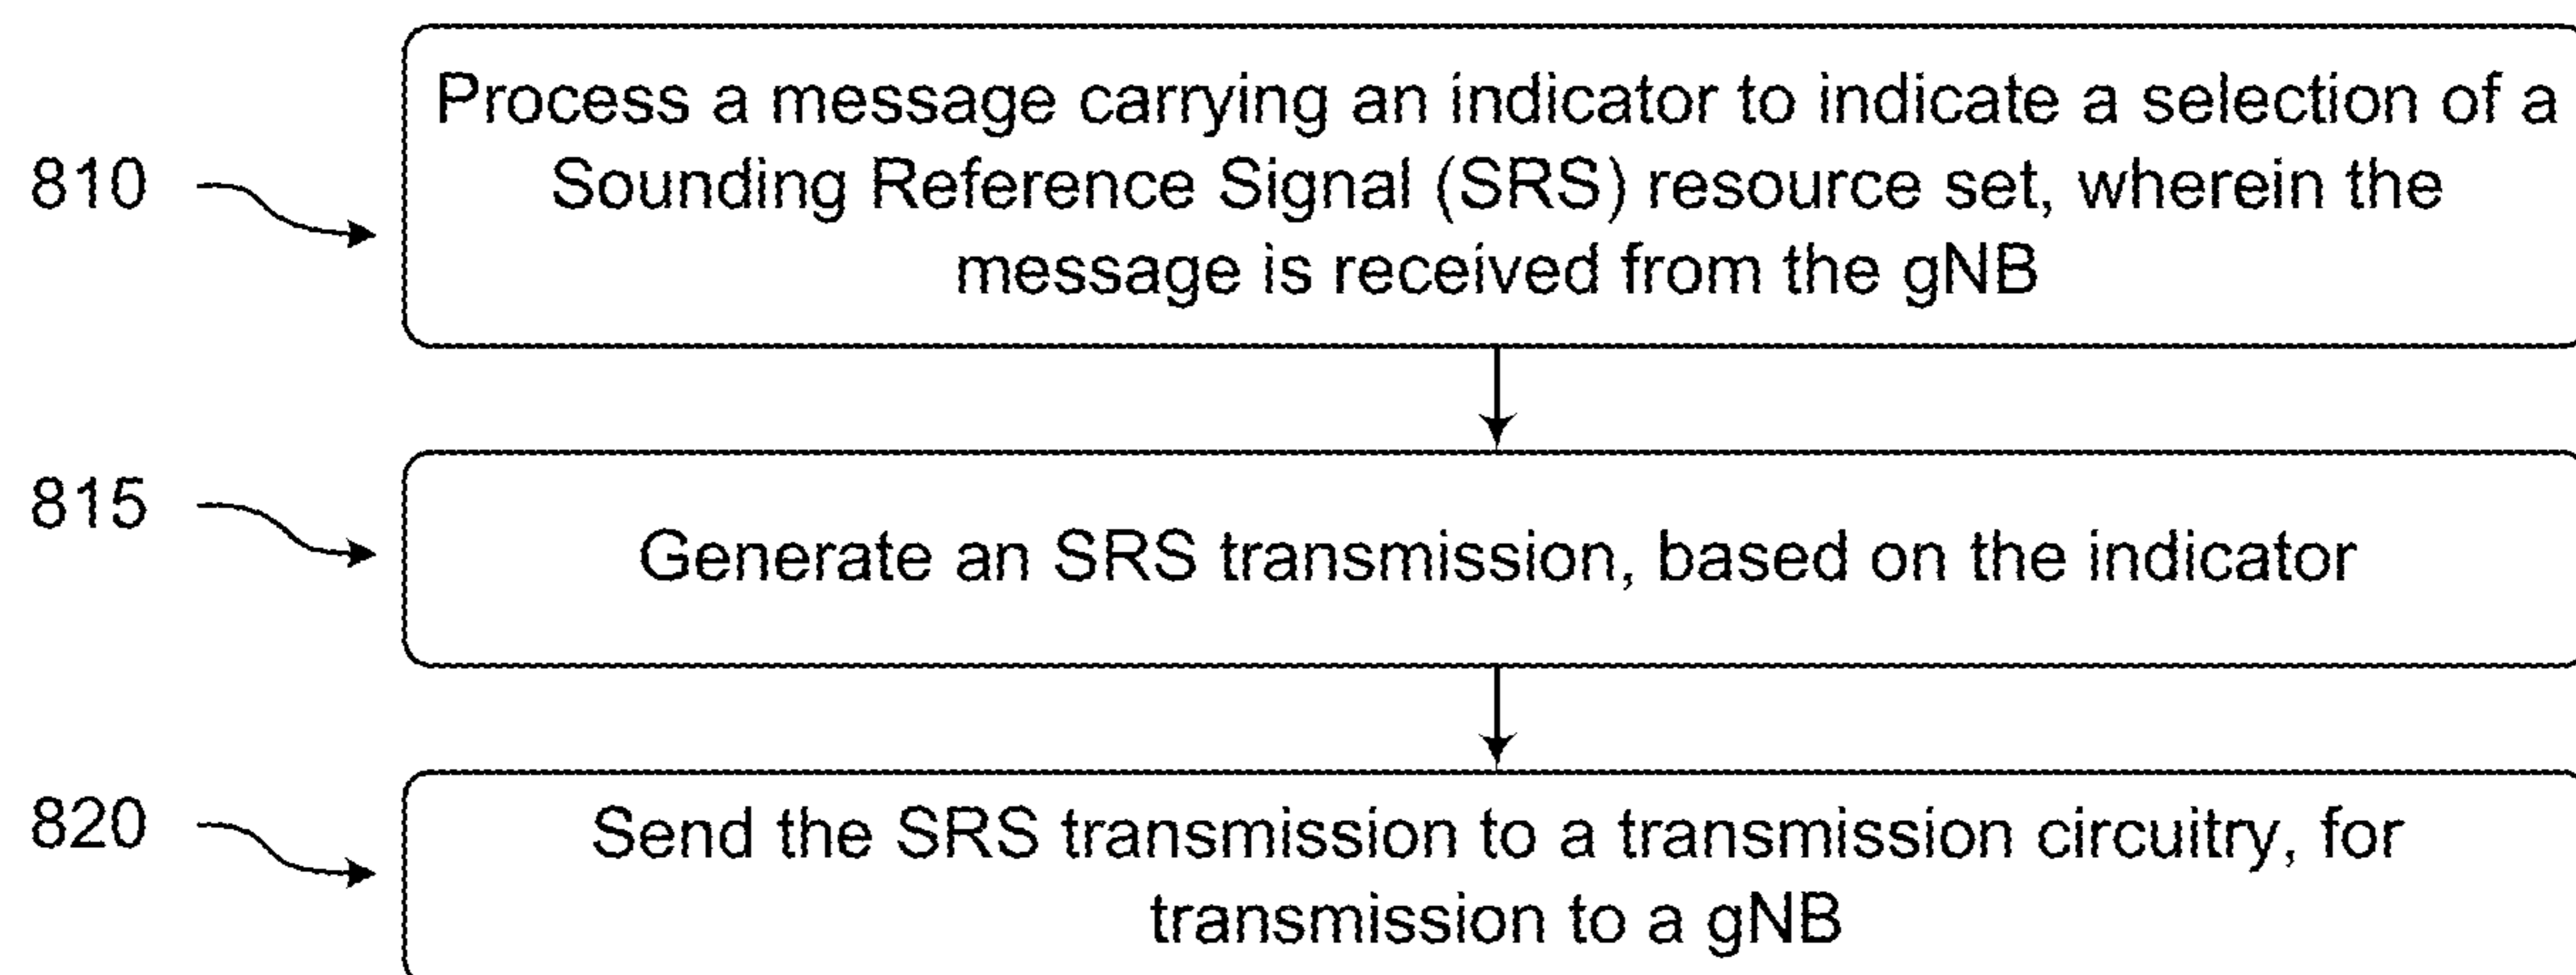 Process a message carrying an indicator to indicate a selection of a
810
Sounding Reference Signal (SRS) resource set, wherein the
message is received from the gNB
815
Generate an SRS transmission, based on the indicator
820
Send the SRS transmission to a transmission circuitry, for
transmission to a gNB